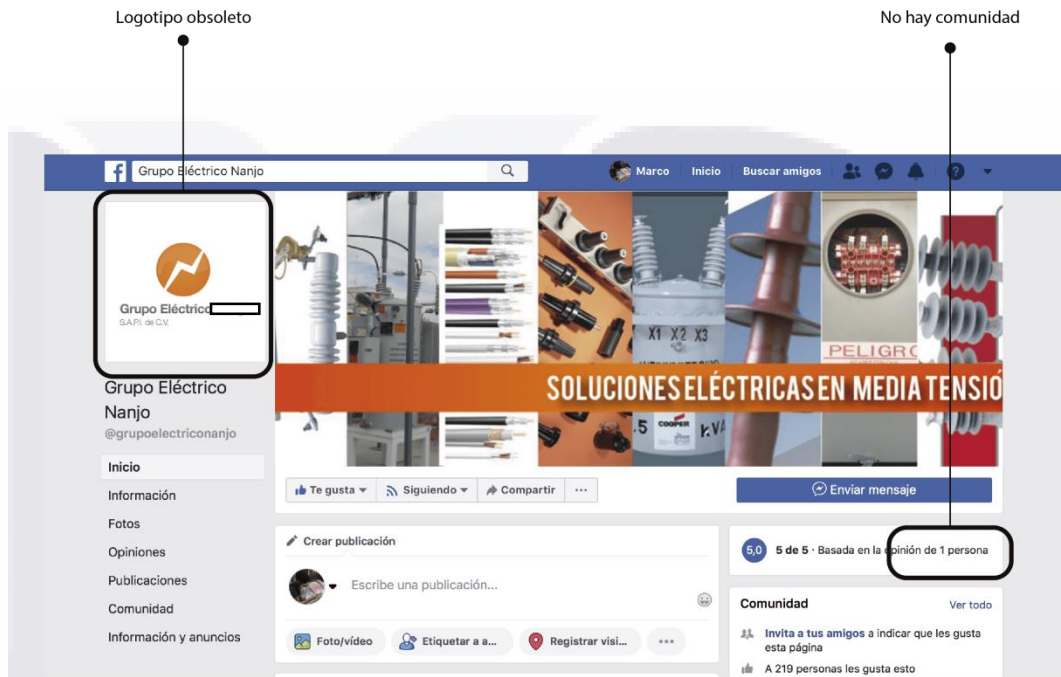 Logotipo obsoleto
No hay comunidad
Grupo Eléctrico Nanjo
Marco Inicio Buscar amigos
Grupo Eléctrico
S.A.P.I. de C.V.
X1 X2 X3
PELIGRO
SOLUCIONES ELÉCTRICAS EN MEDIA TENSIÓ
.5 COOPER KVA
Grupo Eléctrico
Nanjo
@grupoelectriconanjo
Inicio
Información
Fotos
Opiniones
Publicaciones
Comunidad
Información y anuncios
Te gusta Siguiendo Compartir ...
Enviar mensaje
Crear publicación
Escribe una publicación...
Foto/vídeo Etiquetar a a... Registrar visi... ...
5,0 5 de 5 · Basada en la opinión de 1 persona
Comunidad Ver todo
Invita a tus amigos a indicar que les gusta
esta página
A 219 personas les gusta esto